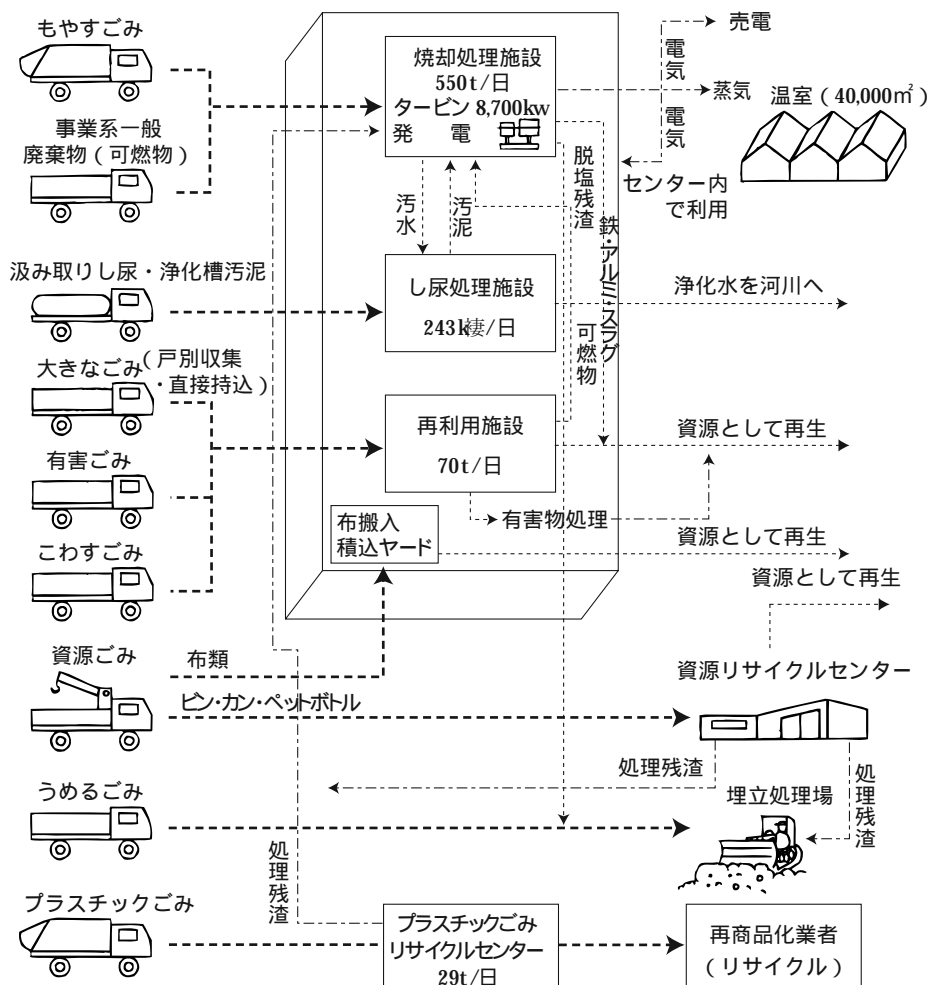 もやすごみ
事業系一般
廃棄物(可燃物)
汲み取りし尿・浄化槽汚泥
大きなごみ
(戸別収集
・直接持込)
有害ごみ
こわすごみ
資源ごみ
布類
ビン・カン・ペットボトル
うめるごみ
プラスチックごみ
焼却処理施設
550t/日
タービン 8,700kw
発 電
汚水
汚泥
脱塩残渣
鉄・アルミ・スラグ
し尿処理施設
243k棲/日
可燃物
再利用施設
70t/日
有害物処理
布搬入
積込ヤード
売電
電気
蒸気
電気
センター内
で利用
温室(40,000㎡)
浄化水を河川へ
資源として再生
資源として再生
資源として再生
資源リサイクルセンター
処理残渣
処理残渣
埋立処理場
処理残渣
プラスチックごみ
リサイクルセンター
29t/日
再商品化業者
(リサイクル)